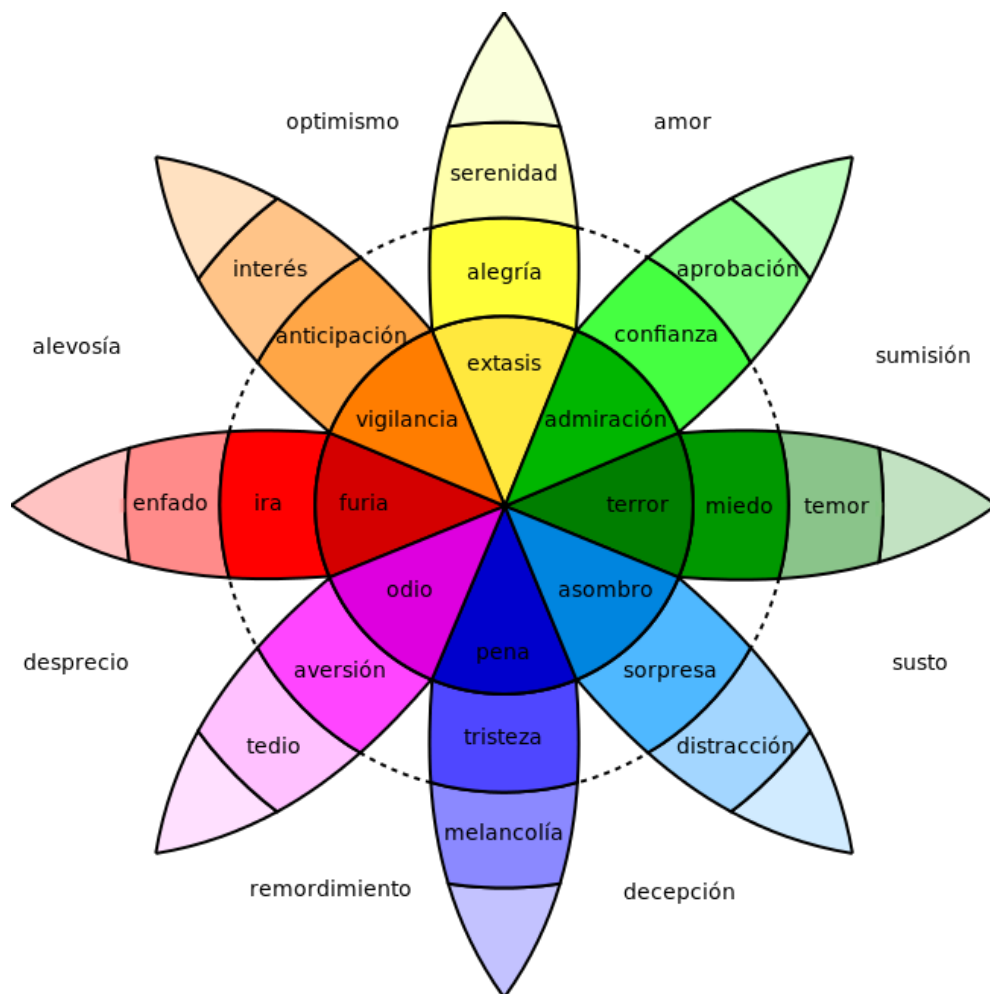 optimismo
amor
serenidad
interés
alegría
aprobación
anticipación
confianza
alevosía
sumisión
extasis
vigilancia
admiración
enfado
ira
furia
terror
miedo
temor
odio
asombro
pena
desprecio
aversión
sorpresa
susto
tedio
tristeza
distracción
melancolía
remordimiento
decepción